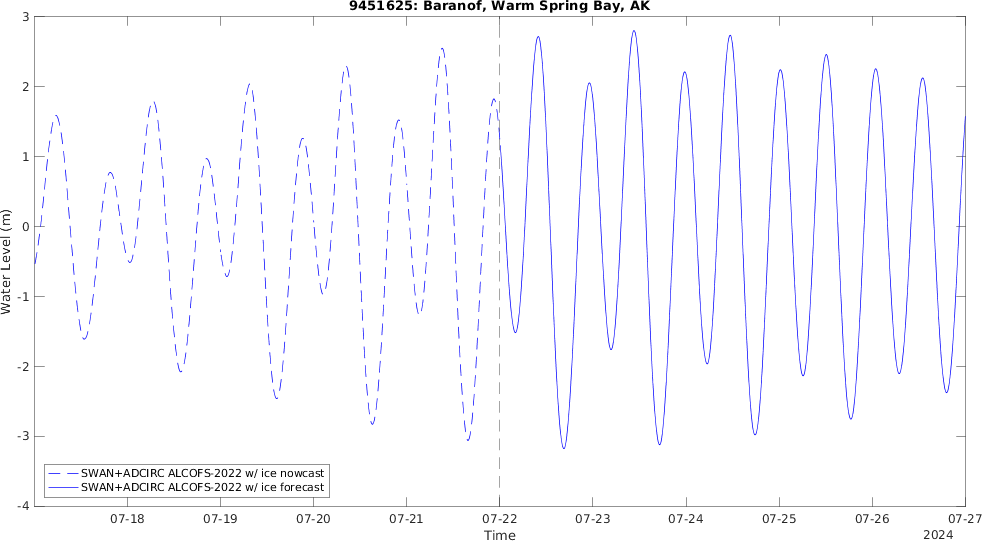 9451625: Baranof, Warm Spring Bay, AK
3
2
1
0
-1
-2
-3
-4
Water Level (m)
SWAN+ADCIRC ALCOFS-2022 w/ ice nowcast
SWAN+ADCIRC ALCOFS-2022 w/ ice forecast
07-18 07-19 07-20 07-21 07-22 07-23 07-24 07-25 07-26 07-27
Time
2024